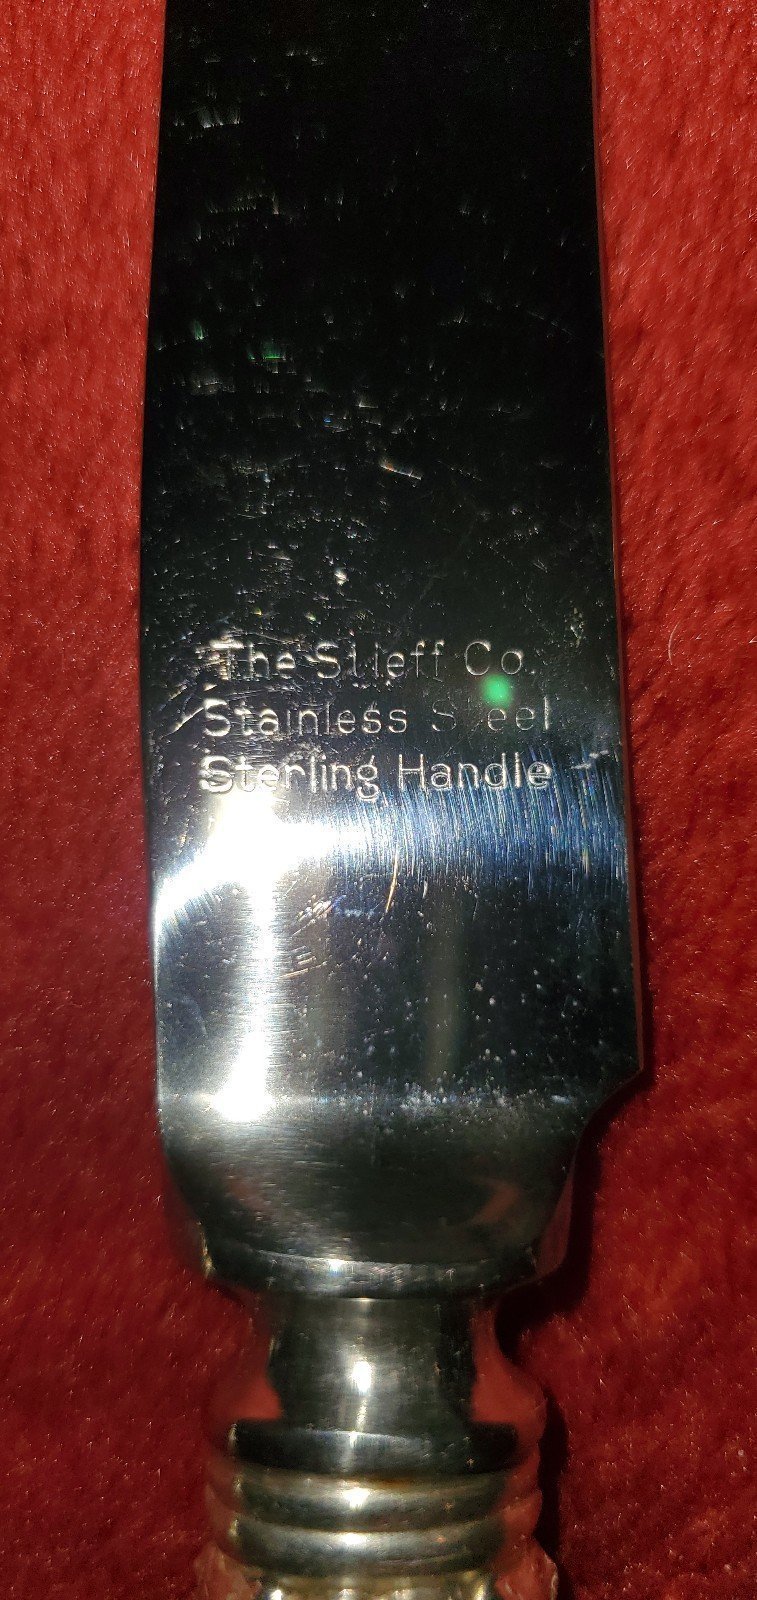 The Stieff Co.
Stainless Steel
Sterling Handle